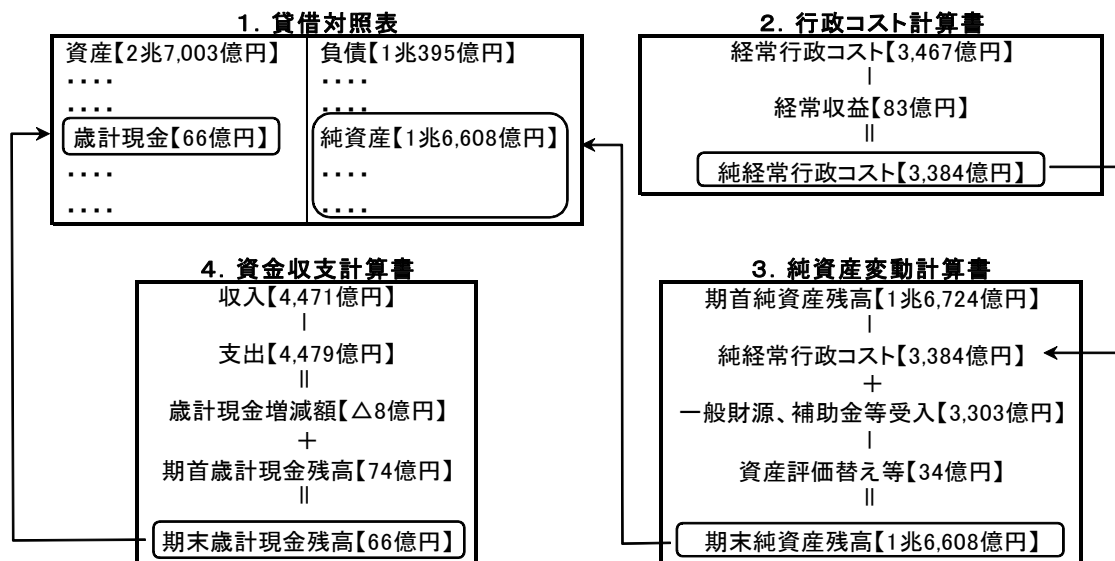 1. 貸借対照表
資産【2兆7,003億円】
・・・・
・・・・
歳計現金【66億円】
・・・・
・・・・
負債【1兆395億円】
・・・・
・・・・
純資産【1兆6,608億円】
・・・・
・・・・
2. 行政コスト計算書
経常行政コスト【3,467億円】
－
経常収益【83億円】
＝
純経常行政コスト【3,384億円】
4. 資金収支計算書
収入【4,471億円】
－
支出【4,479億円】
＝
歳計現金増減額【△8億円】
＋
期首歳計現金残高【74億円】
＝
期末歳計現金残高【66億円】
3. 純資産変動計算書
期首純資産残高【1兆6,724億円】
－
純経常行政コスト【3,384億円】
＋
一般財源、補助金等受入【3,303億円】
－
資産評価替え等【34億円】
＝
期末純資産残高【1兆6,608億円】